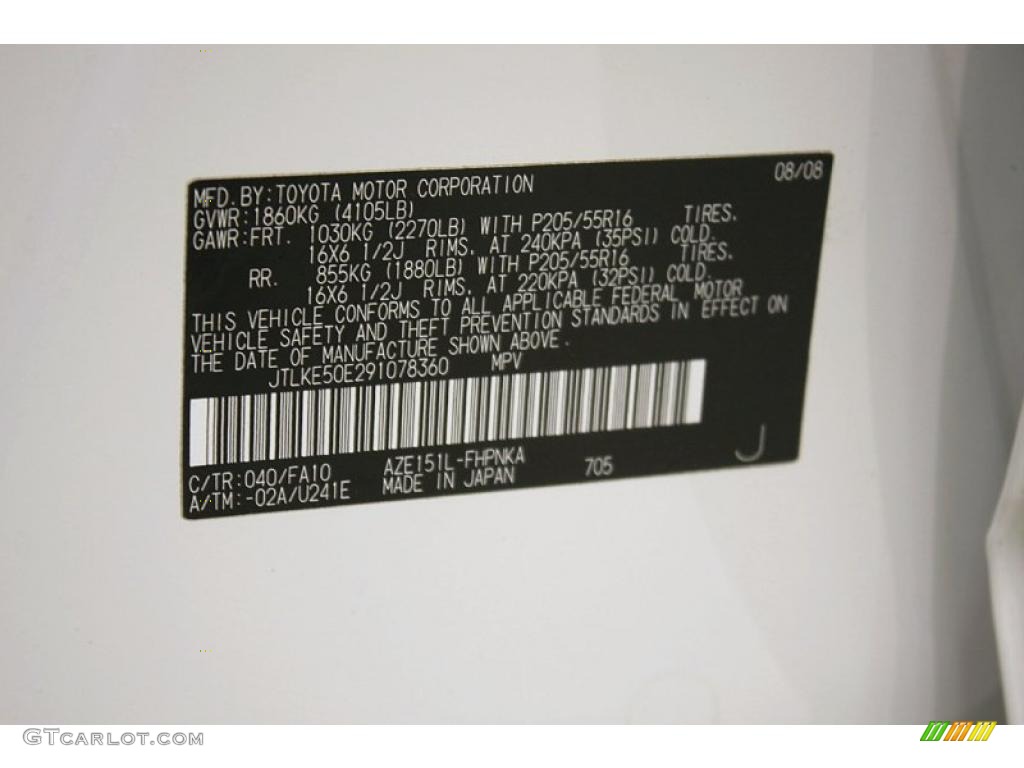 08/08
MFD. BY: TOYOTA MOTOR CORPORATION
GVWR: 1860KG (4105LB)
GAWR: FRT. 1030KG (2270LB) WITH P205/55R16 TIRES.
16X6 1/2J RIMS. AT 240KPA (35PSI) COLD.
RR. 855KG (1880LB) WITH P205/55R16 TIRES.
16X6 1/2J RIMS. AT 220KPA (32PSI) COLD.
THIS VEHICLE CONFORMS TO ALL APPLICABLE FEDERAL MOTOR
VEHICLE SAFETY AND THEFT PREVENTION STANDARDS IN EFFECT ON
THE DATE OF MANUFACTURE SHOWN ABOVE.
JTLKE50E291078360 MPV
C/TR: 040/FA10 AZE151L-FHPNKA 705 J
A/TM: -02A/U241E MADE IN JAPAN
GTCARLOT.COM